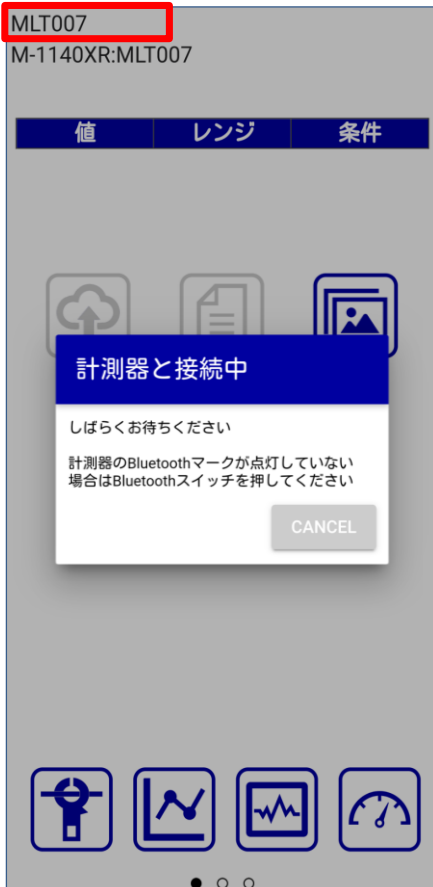 MLT007
M-1140XR:MLT007
値 レンジ 条件
計測器と接続中
しばらくお待ちください
計測器のBluetoothマークが点灯していない
場合はBluetoothスイッチを押してください
CANCEL